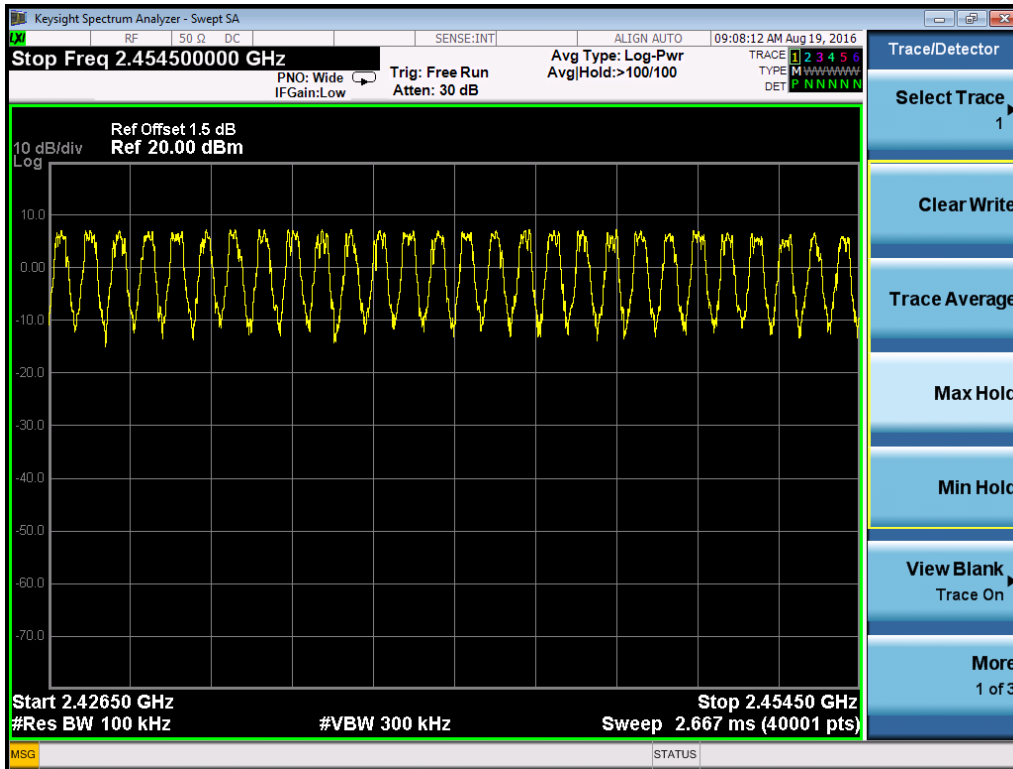 Keysight Spectrum Analyzer - Swept SA
LXI RF 50 Ω DC SENSE:INT ALIGN AUTO 09:08:12 AM Aug 19, 2016
Stop Freq 2.454500000 GHz
PNO: Wide
IFGain:Low
Trig: Free Run
Atten: 30 dB
Avg Type: Log-Pwr
Avg|Hold:>100/100
TRACE 1 2 3 4 5 6
TYPE M WWWWW
DET P N N N N N
Ref Offset 1.5 dB
10 dB/div Ref 20.00 dBm
Log
10.0
0.00
-10.0
-20.0
-30.0
-40.0
-50.0
-60.0
-70.0
Start 2.42650 GHz Stop 2.45450 GHz
#Res BW 100 kHz #VBW 300 kHz Sweep 2.667 ms (40001 pts)
MSG STATUS
Trace/Detector
Select Trace
1
Clear Write
Trace Average
Max Hold
Min Hold
View Blank
Trace On
More
1 of 3